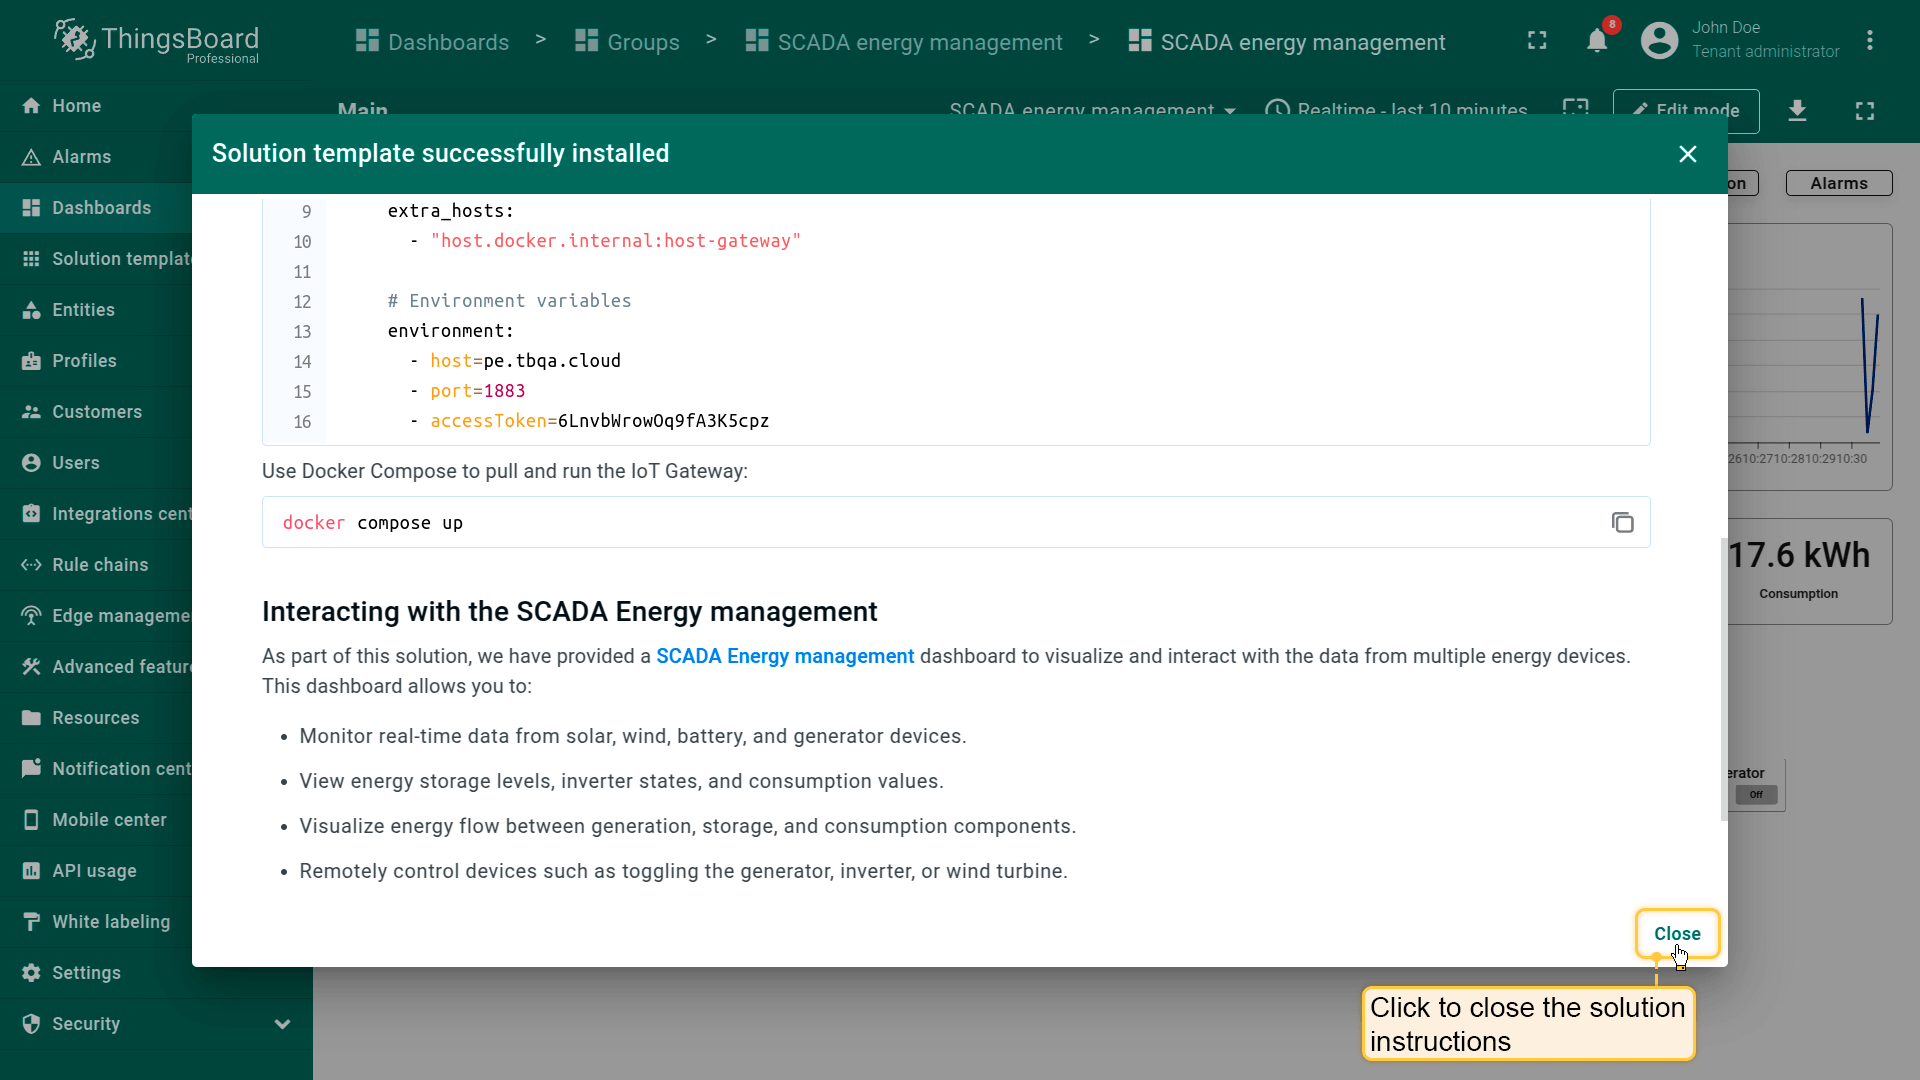 ThingsBoard
Professional
Dashboards > Groups > SCADA energy management > SCADA energy management
8
John Doe
Tenant administrator
Home
Alarms
Dashboards
Solution templat
Entities
Profiles
Customers
Users
Integrations cent
Rule chains
Edge manageme
Advanced feature
Resources
Notification cent
Mobile center
API usage
White labeling
Settings
Security
Main
SCADA energy management
Realtime - last 10 minutes
Edit mode
Solution template successfully installed
9 extra_hosts:
10 - "host.docker.internal:host-gateway"
11
12 # Environment variables
13 environment:
14 - host=pe.tbqa.cloud
15 - port=1883
16 - accessToken=6LnvbWrowOq9fA3K5cpz
Use Docker Compose to pull and run the IoT Gateway:
docker compose up
Interacting with the SCADA Energy management
As part of this solution, we have provided a SCADA Energy management dashboard to visualize and interact with the data from multiple energy devices.
This dashboard allows you to:
• Monitor real-time data from solar, wind, battery, and generator devices.
• View energy storage levels, inverter states, and consumption values.
• Visualize energy flow between generation, storage, and consumption components.
• Remotely control devices such as toggling the generator, inverter, or wind turbine.
Close
Click to close the solution
instructions
on
Alarms
26 10:27 10:28 10:29 10:30
17.6 kWh
Consumption
erator
Off